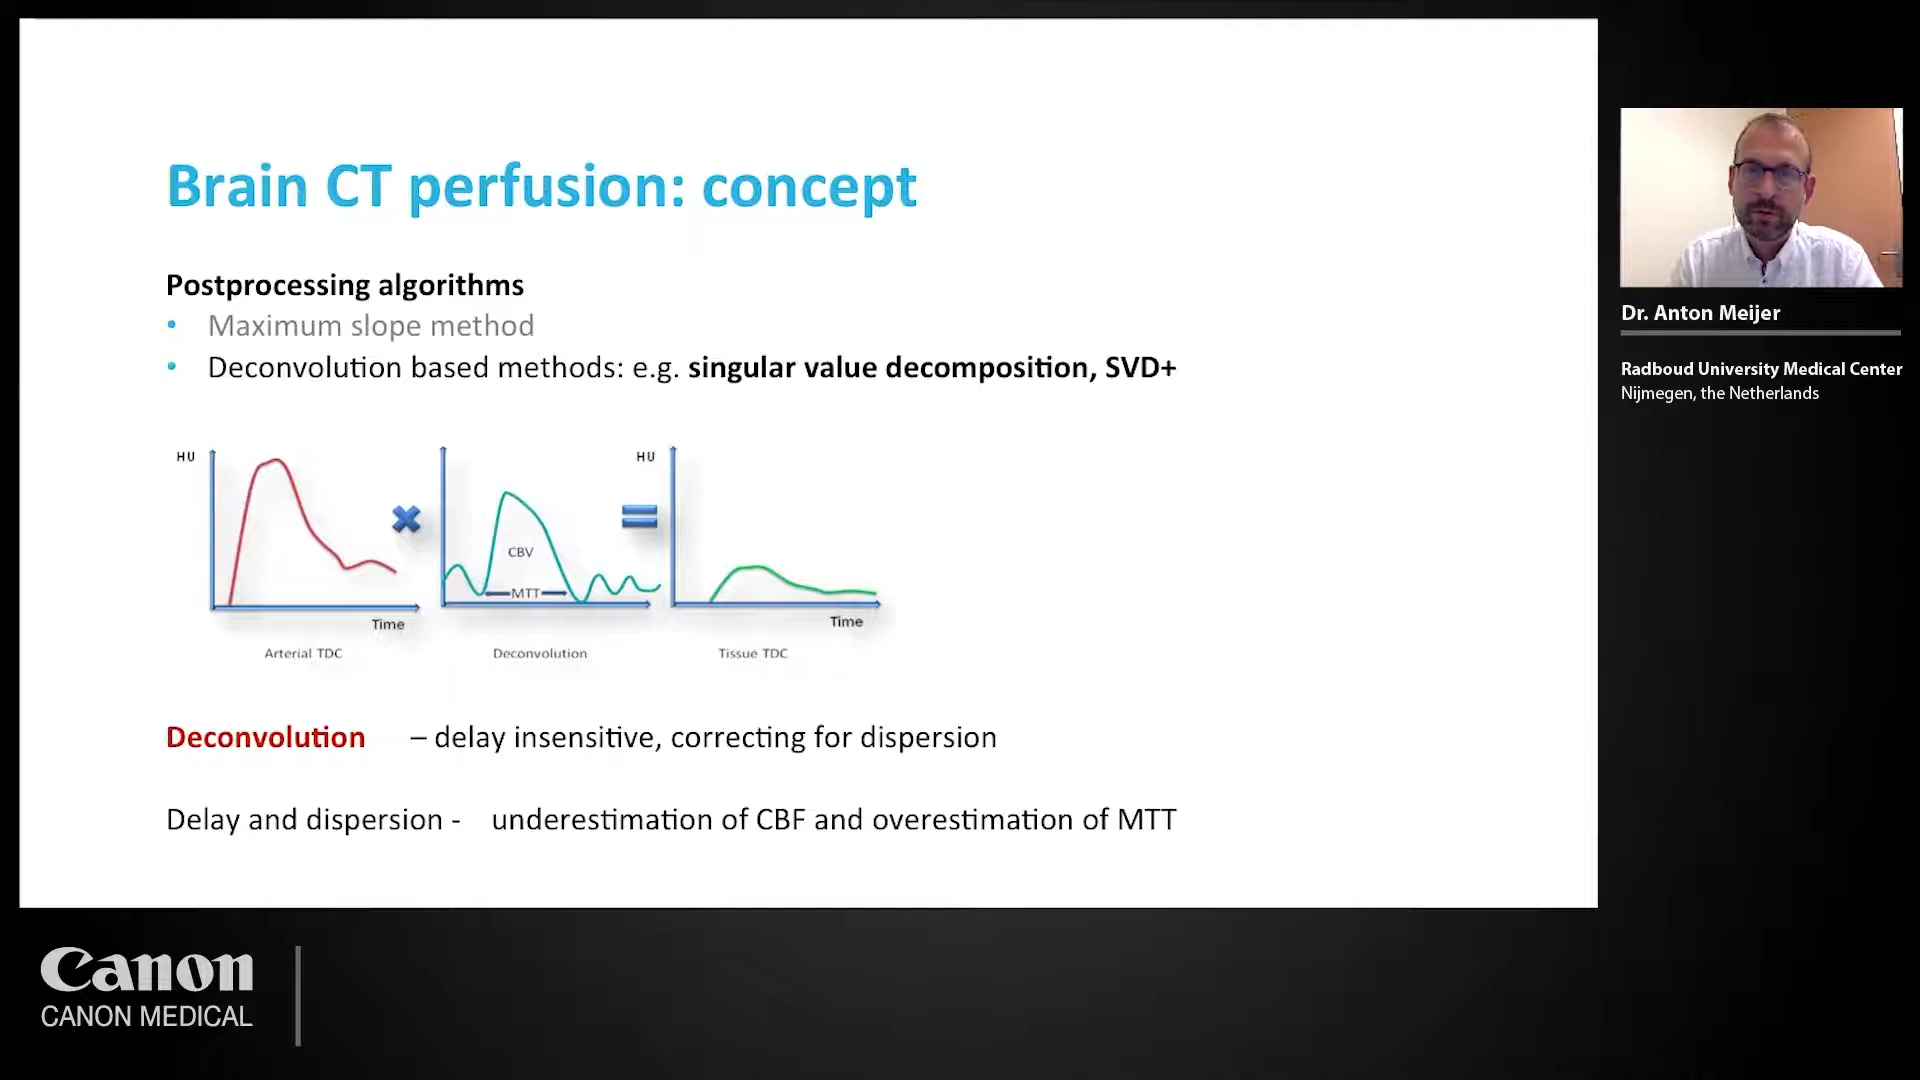 Brain CT perfusion: concept
Postprocessing algorithms
• Maximum slope method
• Deconvolution based methods: e.g. singular value decomposition, SVD+
HU
HU
CBV
MTT
Time
Time
Arterial TDC
Deconvolution
Tissue TDC
Deconvolution – delay insensitive, correcting for dispersion
Delay and dispersion - underestimation of CBF and overestimation of MTT
Dr. Anton Meijer
Radboud University Medical Center
Nijmegen, the Netherlands
Canon
CANON MEDICAL